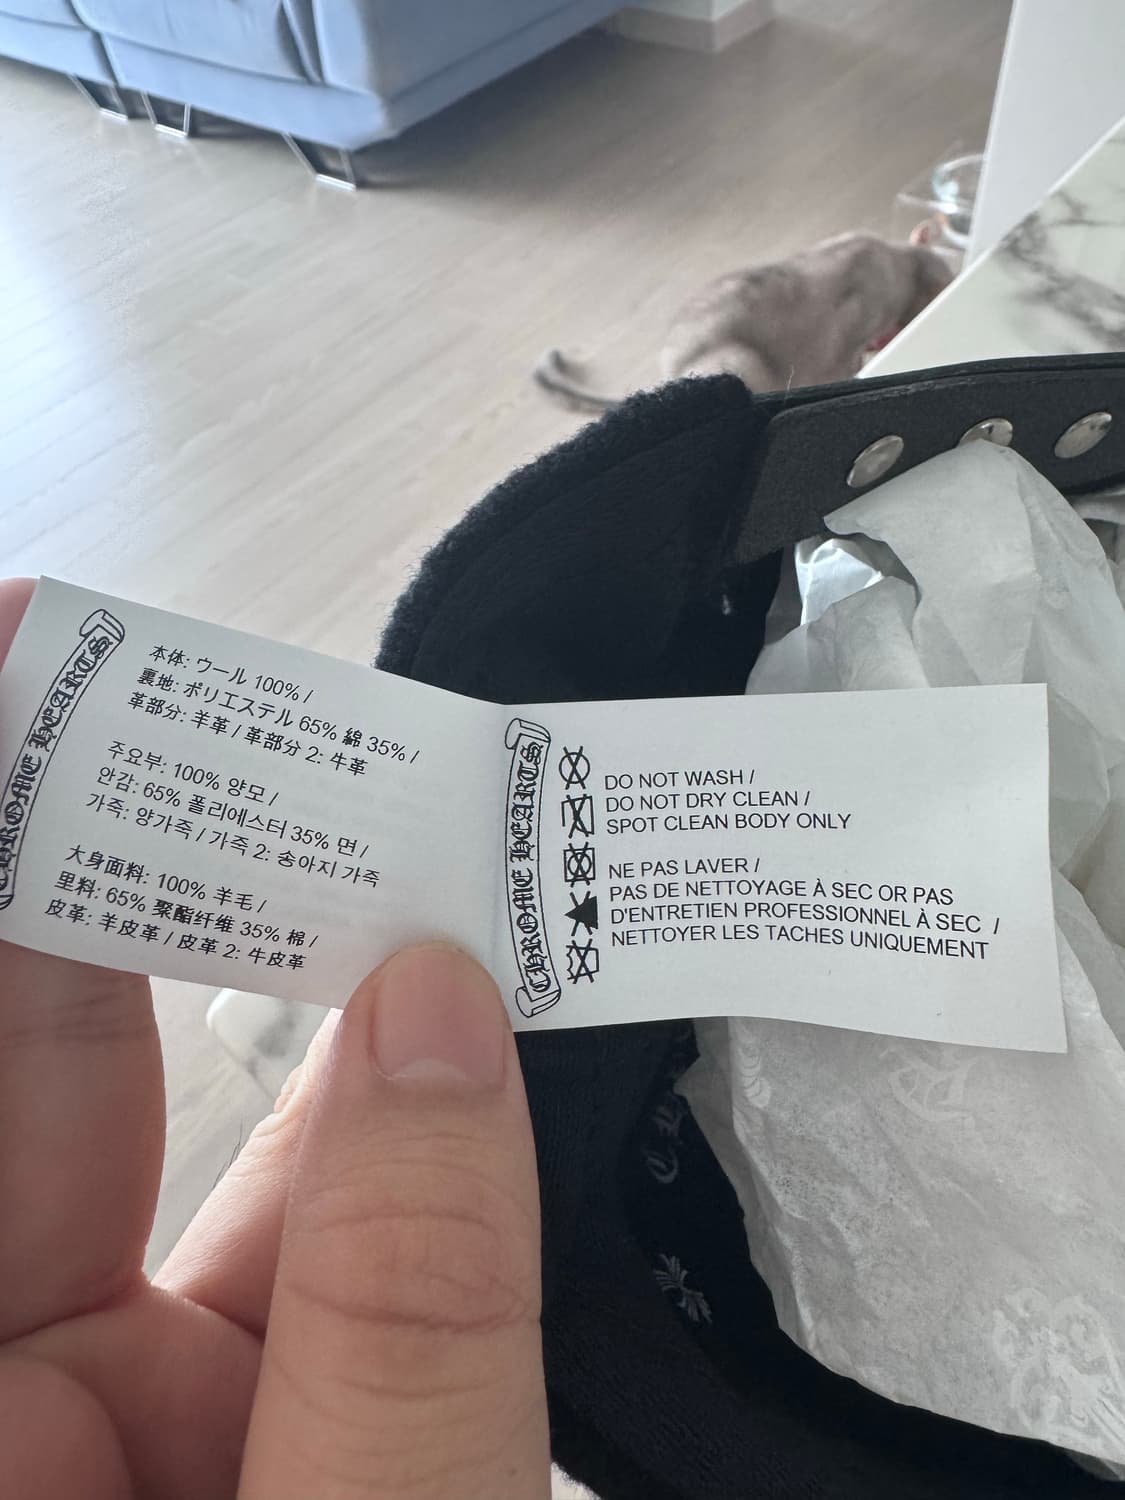 CHROME HEARTS
本体: ウール 100% /
裏地: ポリエステル 65% 綿 35% /
革部分: 羊革 / 革部分 2: 牛革
주요부: 100% 양모 /
안감: 65% 폴리에스터 35% 면 /
가죽: 양가죽 / 가죽 2: 송아지 가죽
大身面料: 100% 羊毛 /
里料: 65% 聚酯纤维 35% 棉 /
皮革: 羊皮革 / 皮革 2: 牛皮革
CHROME HEARTS
DO NOT WASH /
DO NOT DRY CLEAN /
SPOT CLEAN BODY ONLY
NE PAS LAVER /
PAS DE NETTOYAGE À SEC OR PAS
D'ENTRETIEN PROFESSIONNEL À SEC /
NETTOYER LES TACHES UNIQUEMENT